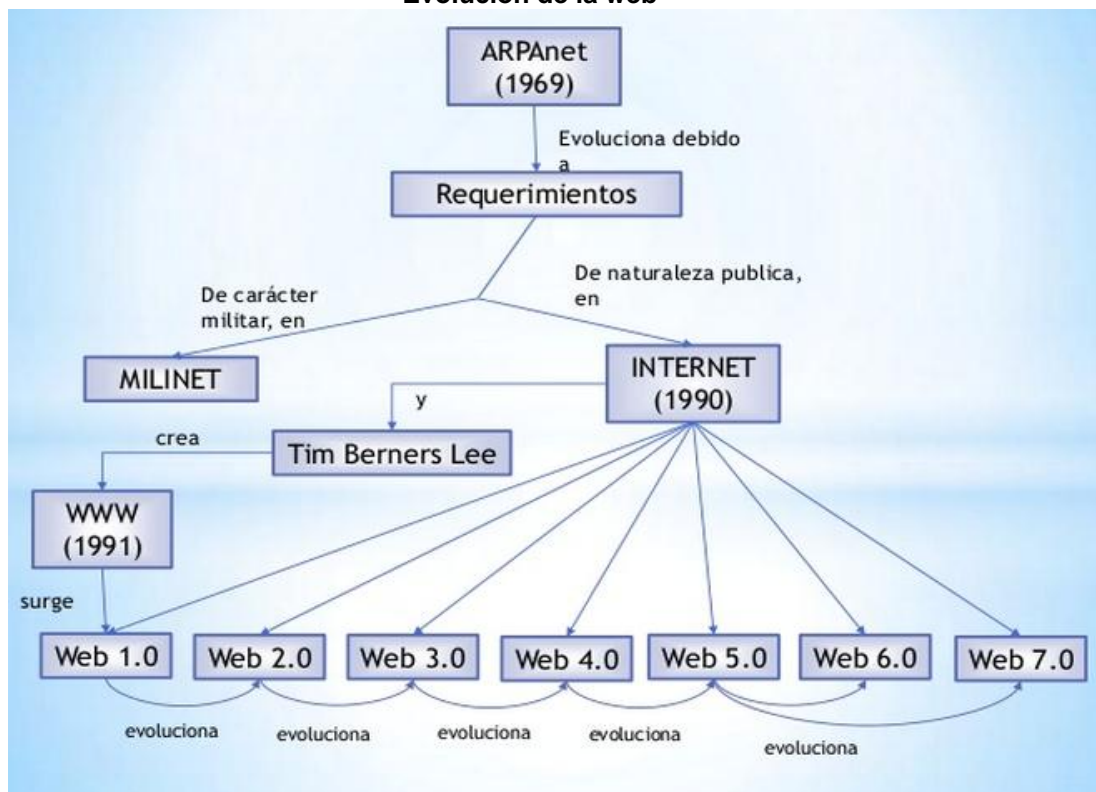 Evolución de la web
ARPAnet
(1969)
Evoluciona debido
a
Requerimientos
De carácter
militar, en
De naturaleza publica,
en
MILINET
INTERNET
(1990)
y
Tim Berners Lee
crea
WWW
(1991)
surge
Web 1.0
Web 2.0
Web 3.0
Web 4.0
Web 5.0
Web 6.0
Web 7.0
evoluciona
evoluciona
evoluciona
evoluciona
evoluciona